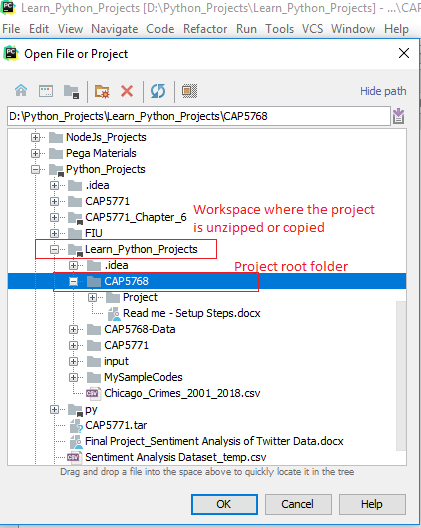 Learn_Python_Projects [D:\Python_Projects\Learn_Python_Projects] - ...\CAP
File Edit View Navigate Code Refactor Run Tools VCS Window Help
Open File or Project
Hide path
D:\Python_Projects\Learn_Python_Projects\CAP5768
NodeJs_Projects
Pega Materials
Python_Projects
.idea
CAP5771
CAP5771_Chapter_6
FIU
Workspace where the project
is unzipped or copied
Learn_Python_Projects
.idea
Project root folder
CAP5768
Project
Read me - Setup Steps.docx
CAP5768-Data
CAP5771
input
MySampleCodes
Chicago_Crimes_2001_2018.csv
py
CAP5771.tar
Final Project_Sentiment Analysis of Twitter Data.docx
Sentiment Analysis Dataset_temp.csv
Drag and drop a file into the space above to quickly locate it in the tree
OK Cancel Help